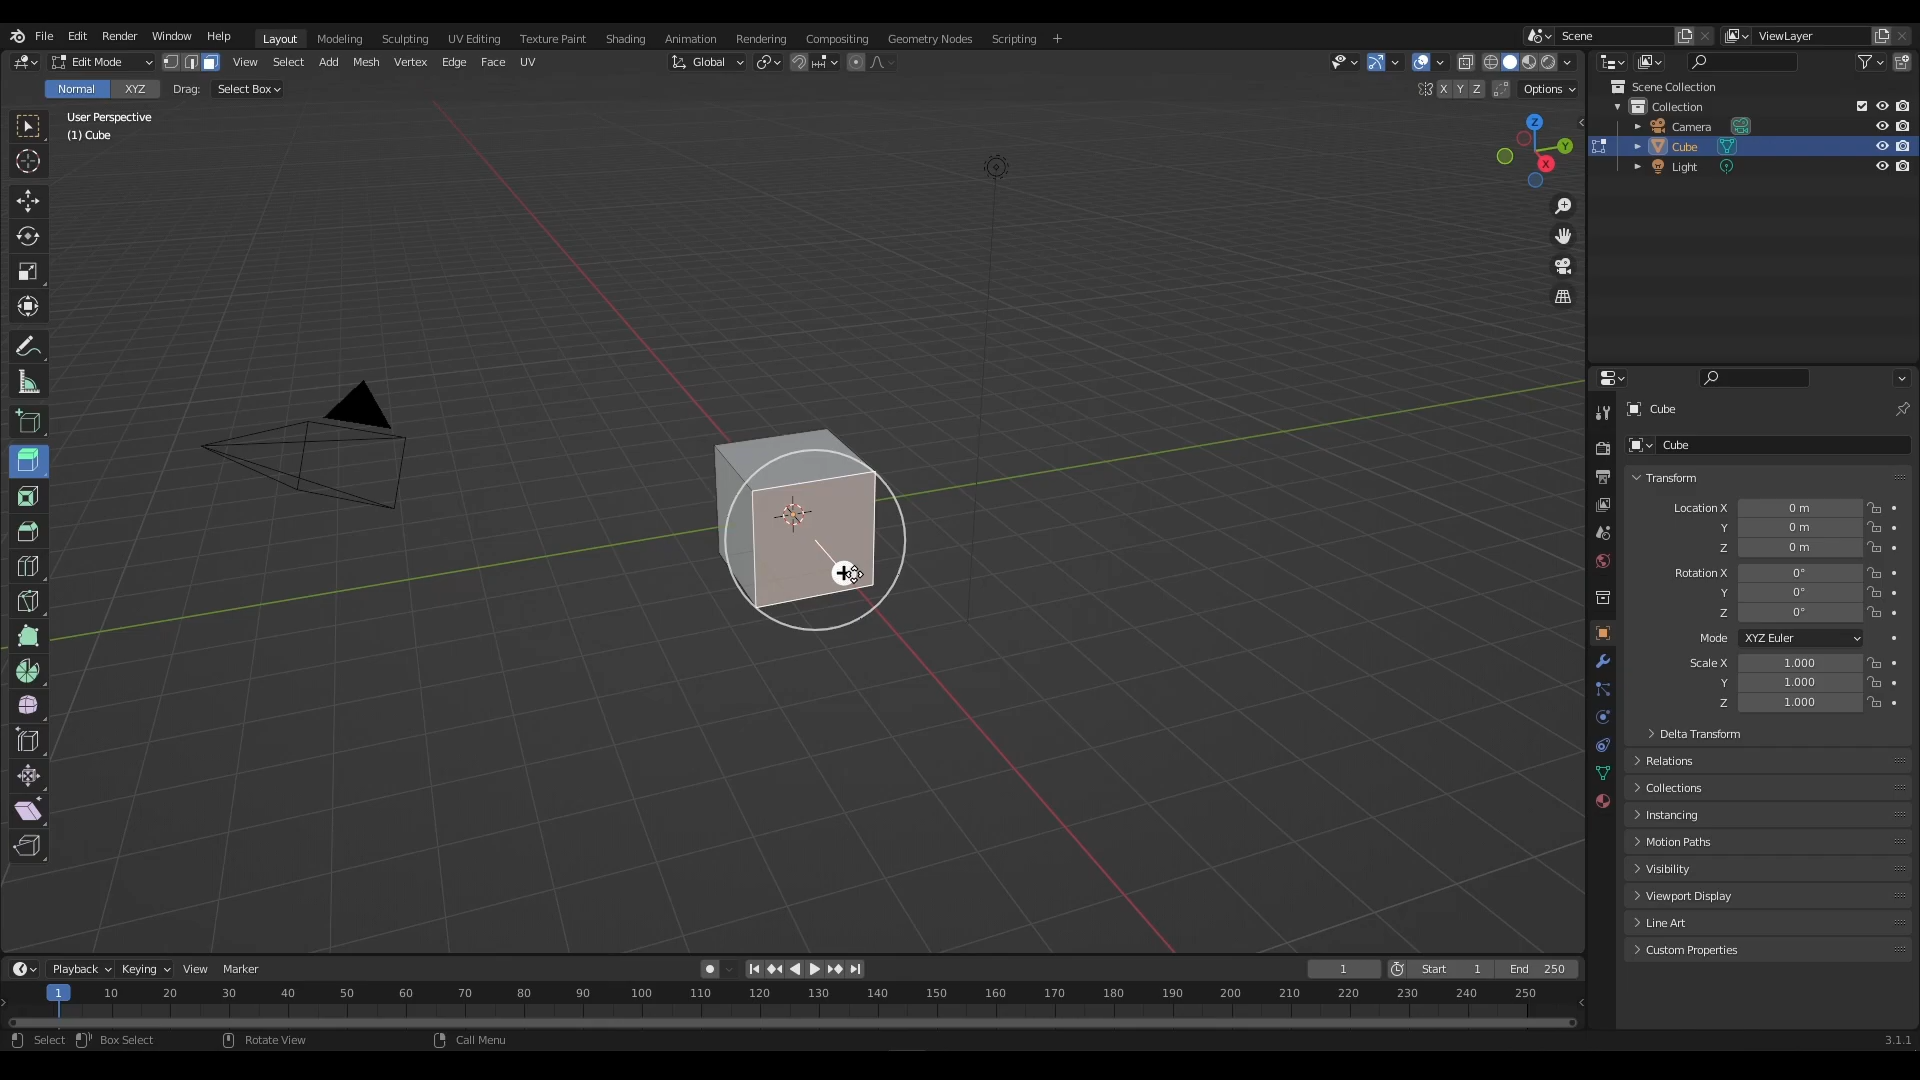 File Edit Render Window Help Layout Modeling Sculpting UV Editing Texture Paint Shading Animation Rendering Compositing Geometry Nodes Scripting + Scene ViewLayer
Edit Mode View Select Add Mesh Vertex Edge Face UV Global
Normal XYZ Drag: Select Box X Y Z Options
User Perspective
(1) Cube
Z
Y
X
Scene Collection
Collection
Camera
Cube
Light
Cube
Cube
Transform
Location X 0 m
Y 0 m
Z 0 m
Rotation X 0°
Y 0°
Z 0°
Mode XYZ Euler
Scale X 1.000
Y 1.000
Z 1.000
Delta Transform
Relations
Collections
Instancing
Motion Paths
Visibility
Viewport Display
Line Art
Custom Properties
Playback Keying View Marker 1 Start 1 End 250
1 10 20 30 40 50 60 70 80 90 100 110 120 130 140 150 160 170 180 190 200 210 220 230 240 250
Select Box Select Rotate View Call Menu 3.1.1